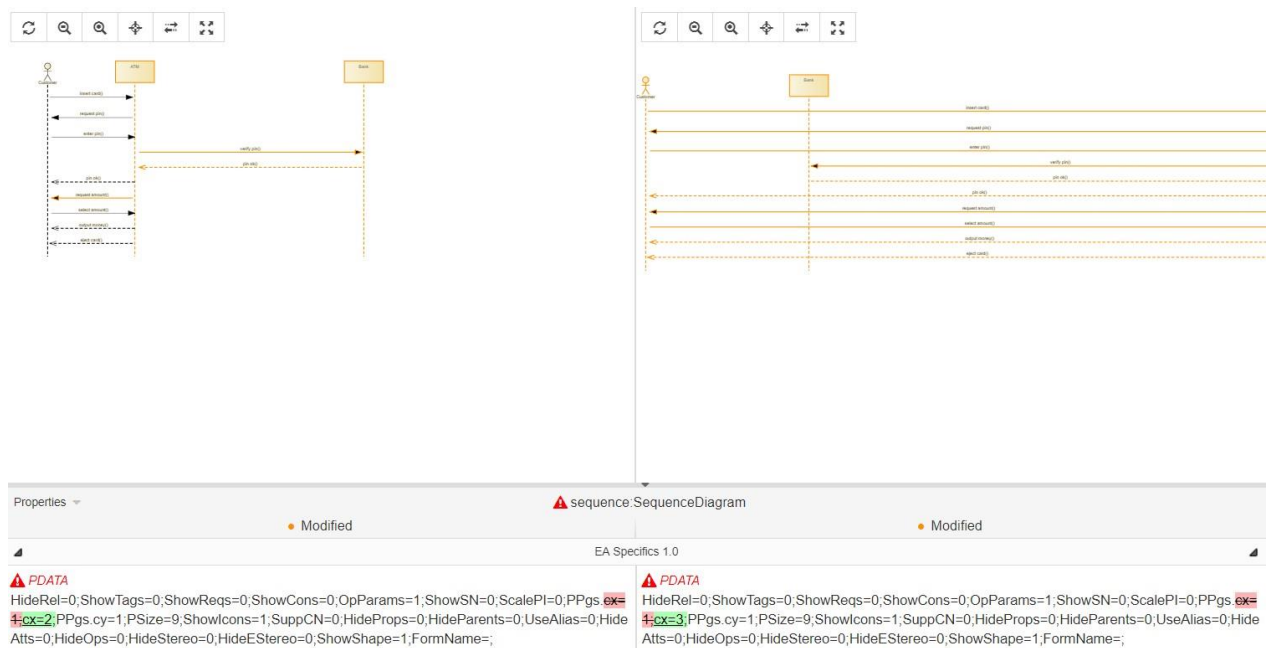 ATM
Bank
Customer
insert card()
request pin()
enter pin()
verify pin()
pin ok()
pin ok()
request amount()
select amount()
output money()
eject card()
Bank
Customer
insert card()
request pin()
enter pin()
verify pin()
pin ok()
pin ok()
request amount()
select amount()
output money()
eject card()
Properties
sequence:SequenceDiagram
Modified
Modified
EA Specifics 1.0
PDATA
HideRel=0;ShowTags=0;ShowReqs=0;ShowCons=0;OpParams=1;ShowSN=0;ScalePI=0;PPgs.cx=
1;cx=2;PPgs.cy=1;PSize=9;ShowIcons=1;SuppCN=0;HideProps=0;HideParents=0;UseAlias=0;Hide
Atts=0;HideOps=0;HideStereo=0;HideEStereo=0;ShowShape=1;FormName=;
PDATA
HideRel=0;ShowTags=0;ShowReqs=0;ShowCons=0;OpParams=1;ShowSN=0;ScalePI=0;PPgs.cx=
1;cx=3;PPgs.cy=1;PSize=9;ShowIcons=1;SuppCN=0;HideProps=0;HideParents=0;UseAlias=0;Hide
Atts=0;HideOps=0;HideStereo=0;HideEStereo=0;ShowShape=1;FormName=;